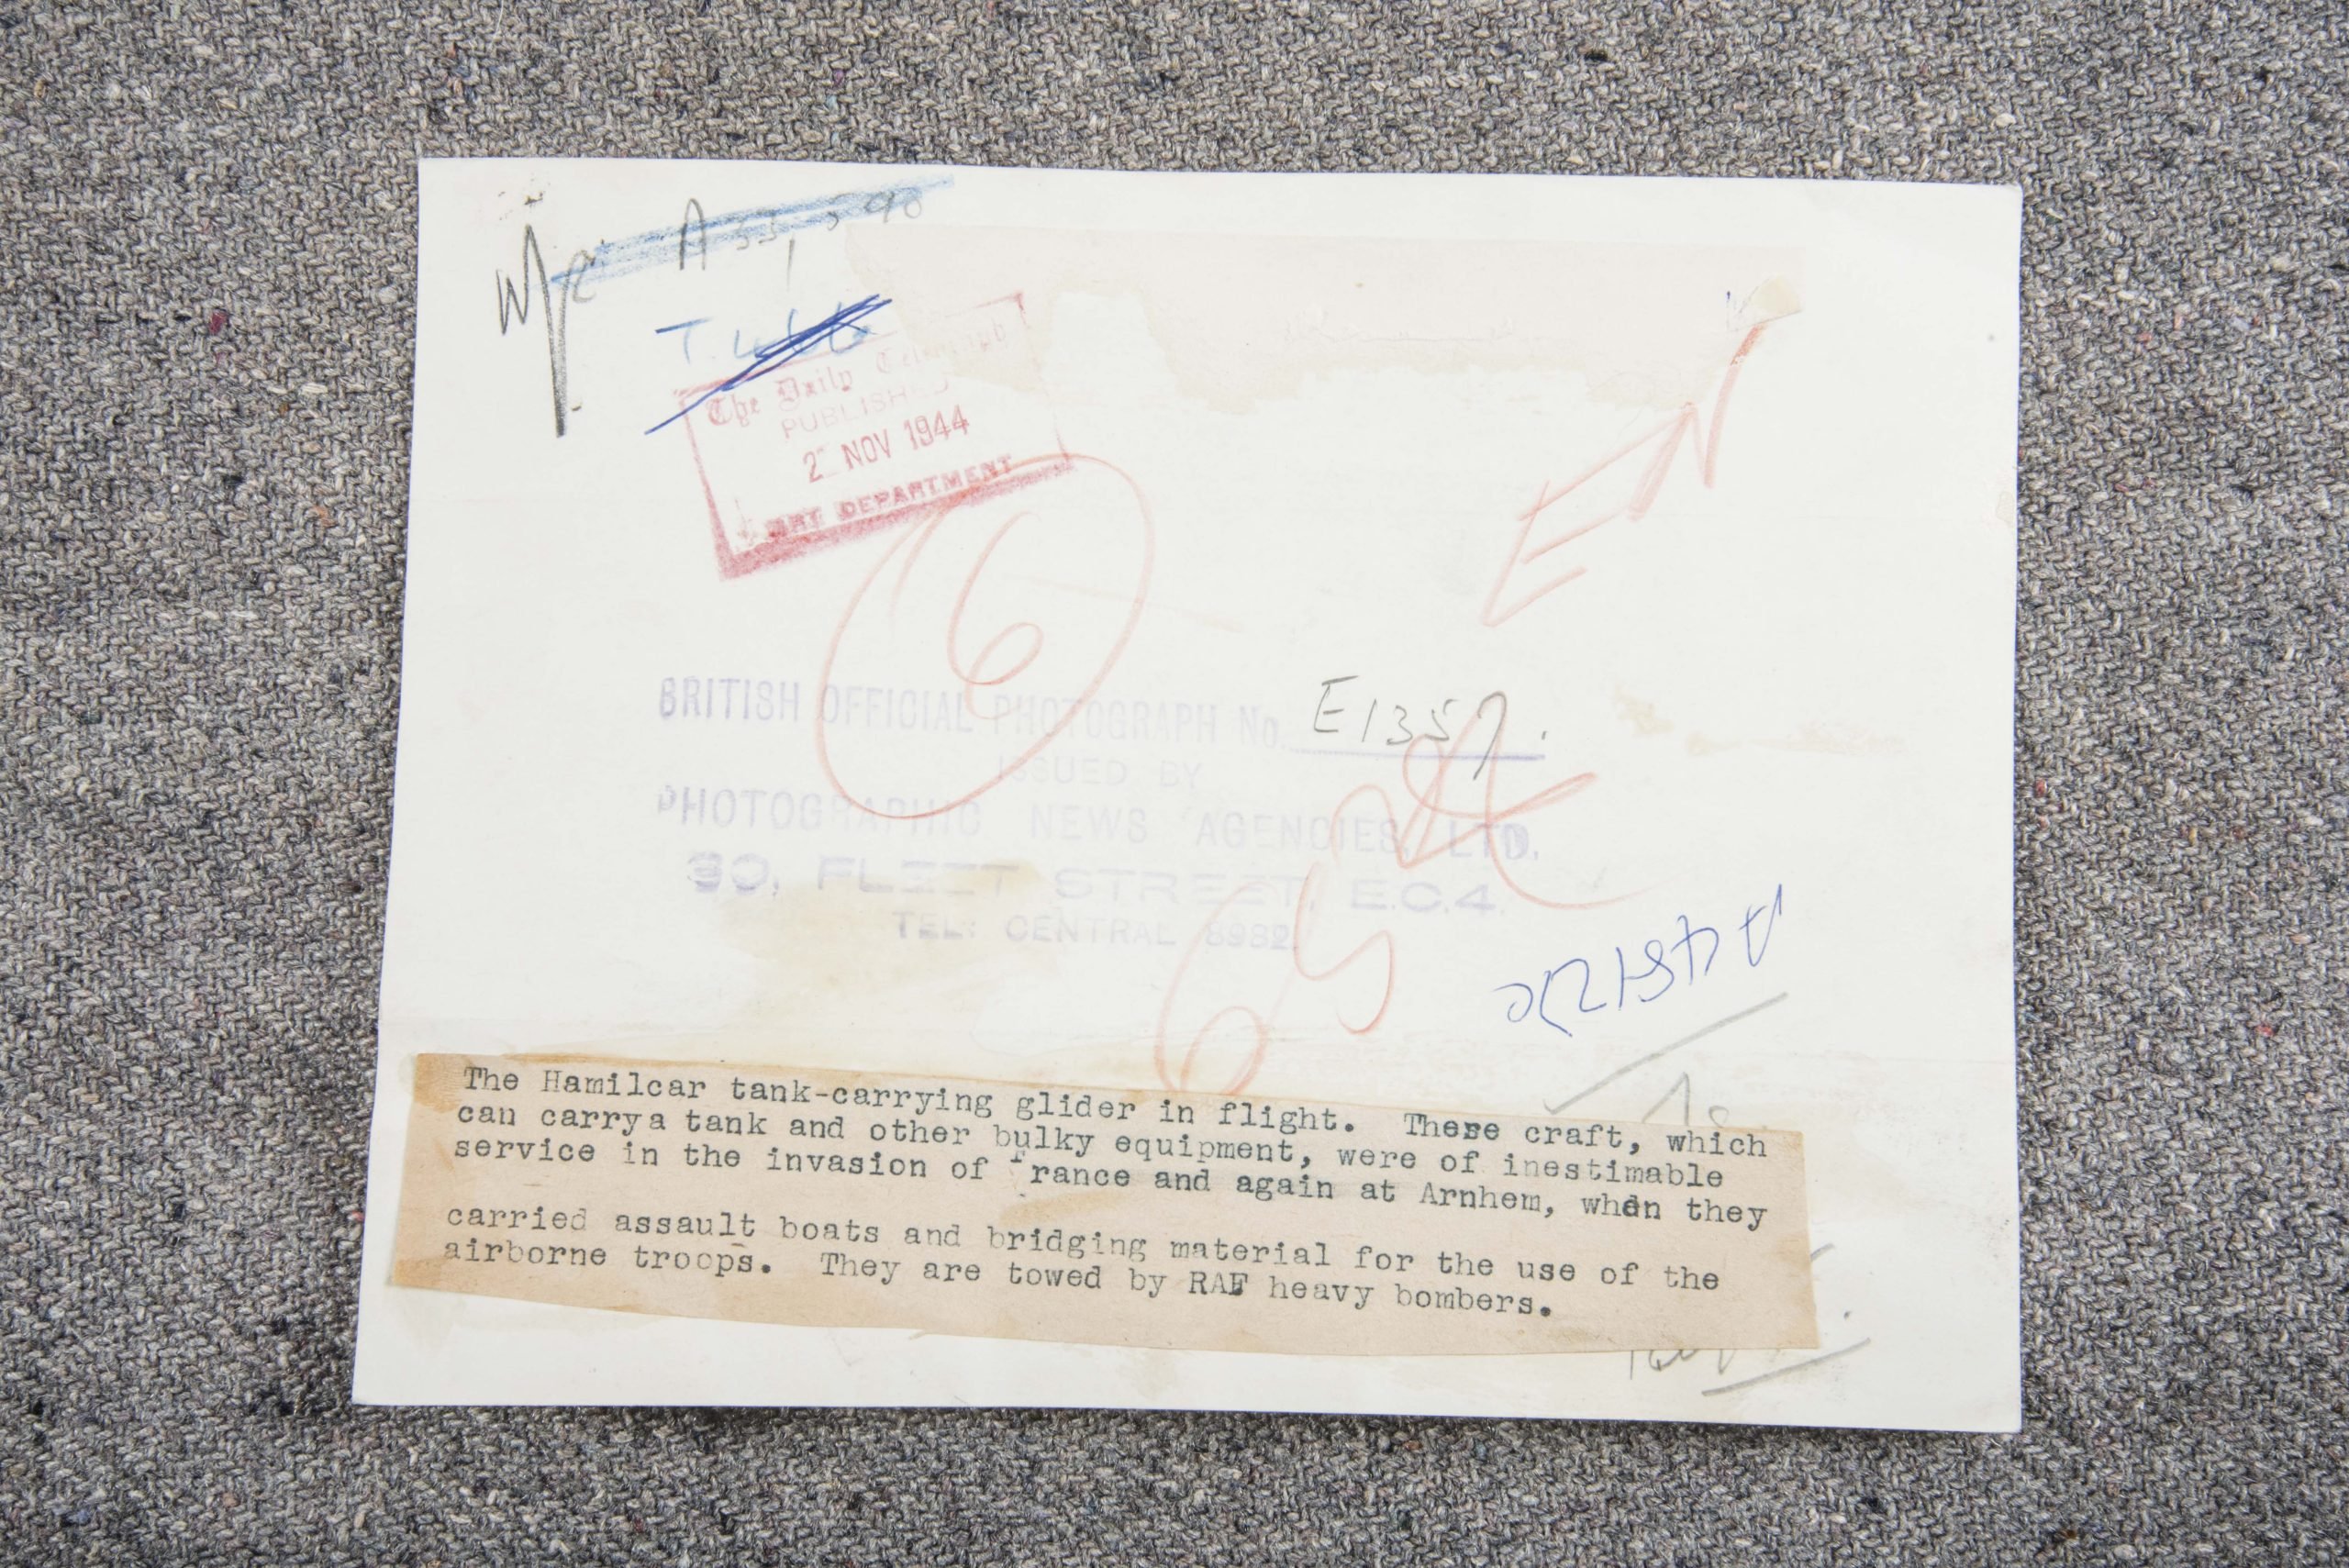 The Daily Telegraph
PUBLISHED
2 NOV 1944
ART DEPARTMENT
6
EN
BRITISH OFFICIAL PHOTOGRAPH No. E1357.
ISSUED BY
PHOTOGRAPHIC NEWS AGENCIES, LTD.
30, FLEET STREET, E.C.4.
TEL: CENTRAL 8982.
The Hamilcar tank-carrying glider in flight. These craft, which
can carry a tank and other bulky equipment, were of inestimable
service in the invasion of France and again at Arnhem, when they
carried assault boats and bridging material for the use of the
airborne troops. They are towed by RAF heavy bombers.